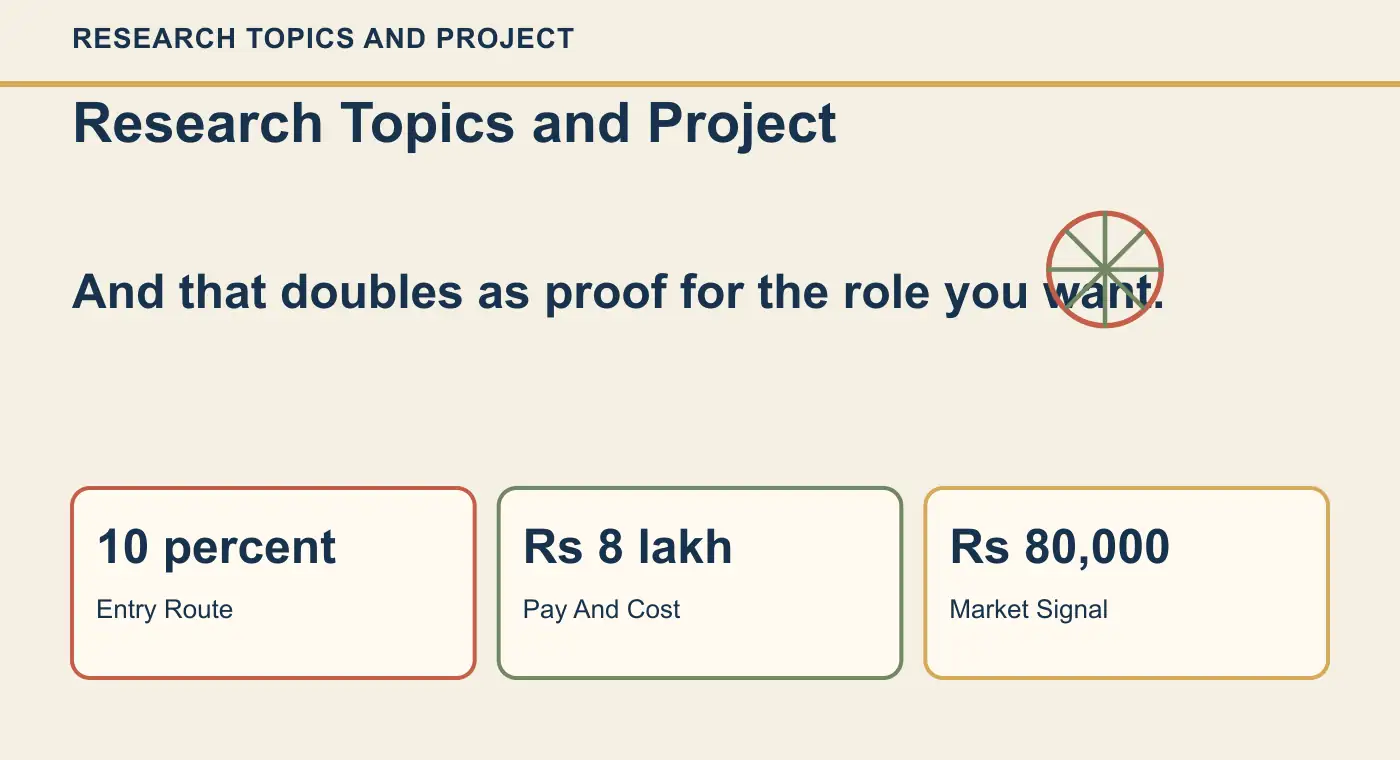 RESEARCH TOPICS AND PROJECT
Research Topics and Project
And that doubles as proof for the role you want.
10 percent
Entry Route
Rs 8 lakh
Pay And Cost
Rs 80,000
Market Signal